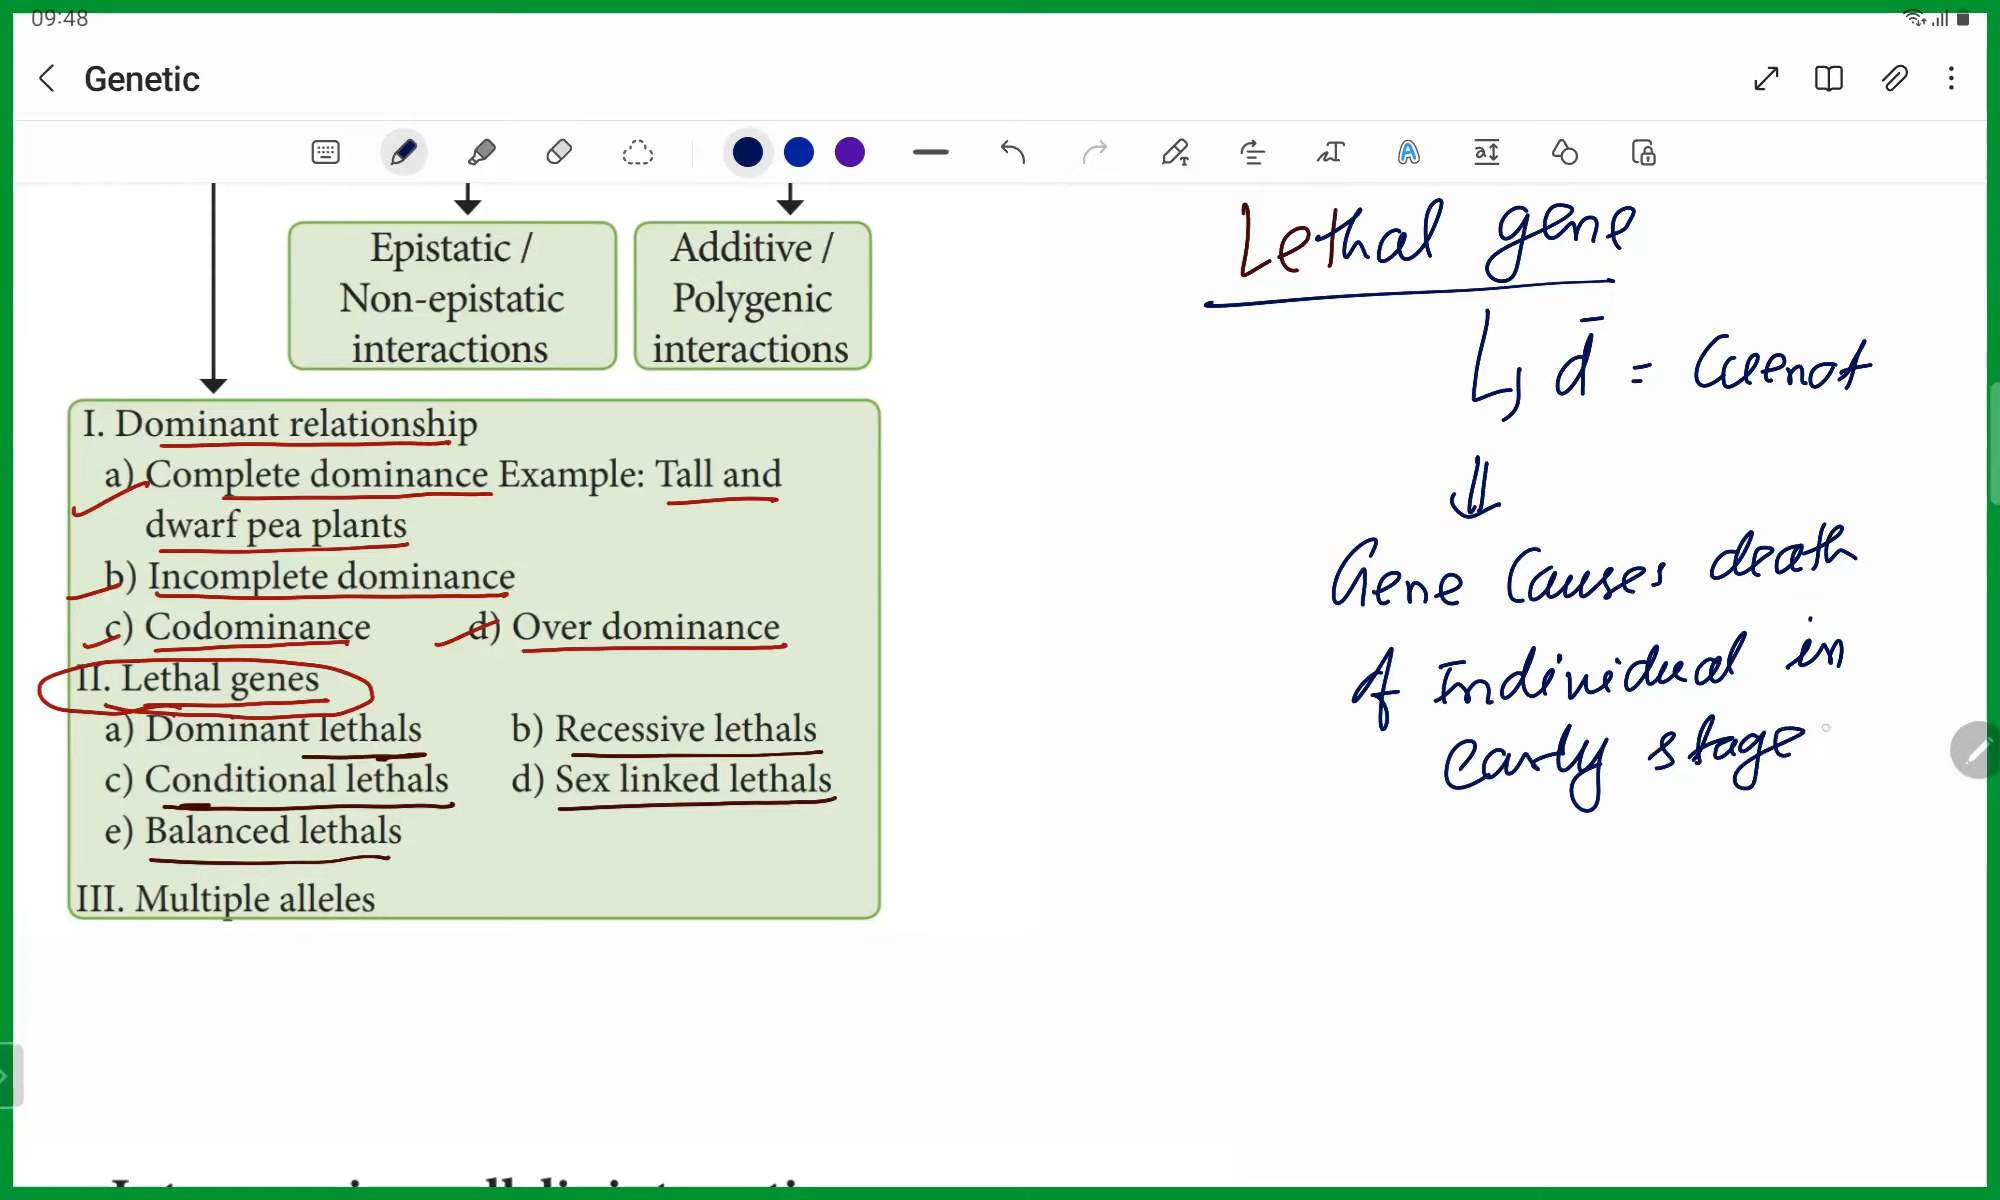 09:48
Genetic
Epistatic /
Non-epistatic
interactions
Additive /
Polygenic
interactions
I. Dominant relationship
a) Complete dominance Example: Tall and
dwarf pea plants
b) Incomplete dominance
c) Codominance d) Over dominance
II. Lethal genes
a) Dominant lethals b) Recessive lethals
c) Conditional lethals d) Sex linked lethals
e) Balanced lethals
III. Multiple alleles
Lethal gene
d = Cuenot
Gene Causes death
of Individual in
early stage